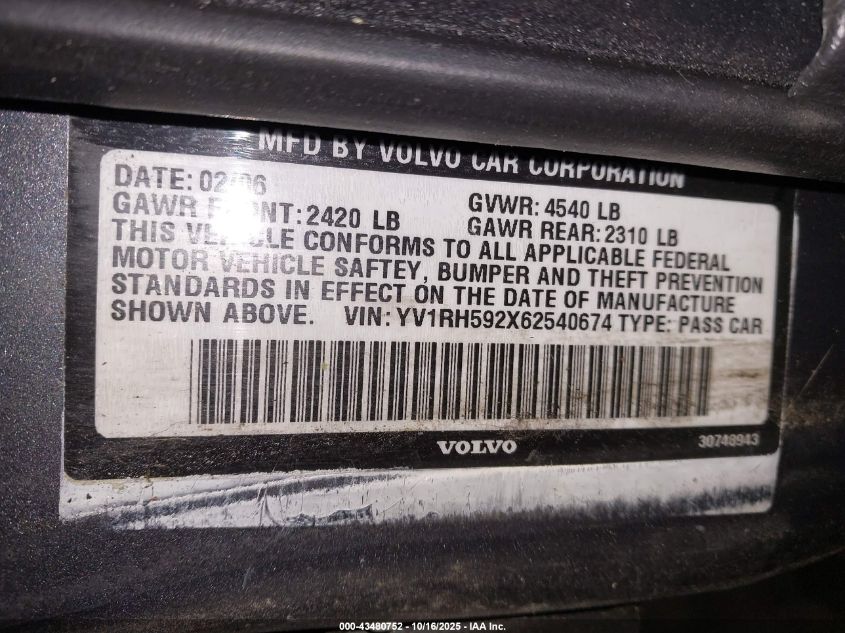 MFD BY VOLVO CAR CORPORATION
DATE: 02/06 GVWR: 4540 LB
GAWR FRONT: 2420 LB GAWR REAR: 2310 LB
THIS VEHICLE CONFORMS TO ALL APPLICABLE FEDERAL
MOTOR VEHICLE SAFTEY, BUMPER AND THEFT PREVENTION
STANDARDS IN EFFECT ON THE DATE OF MANUFACTURE
SHOWN ABOVE. VIN: YV1RH592X62540674 TYPE: PASS CAR
VOLVO 30748943
000-43480752 - 10/16/2025 - IAA Inc.